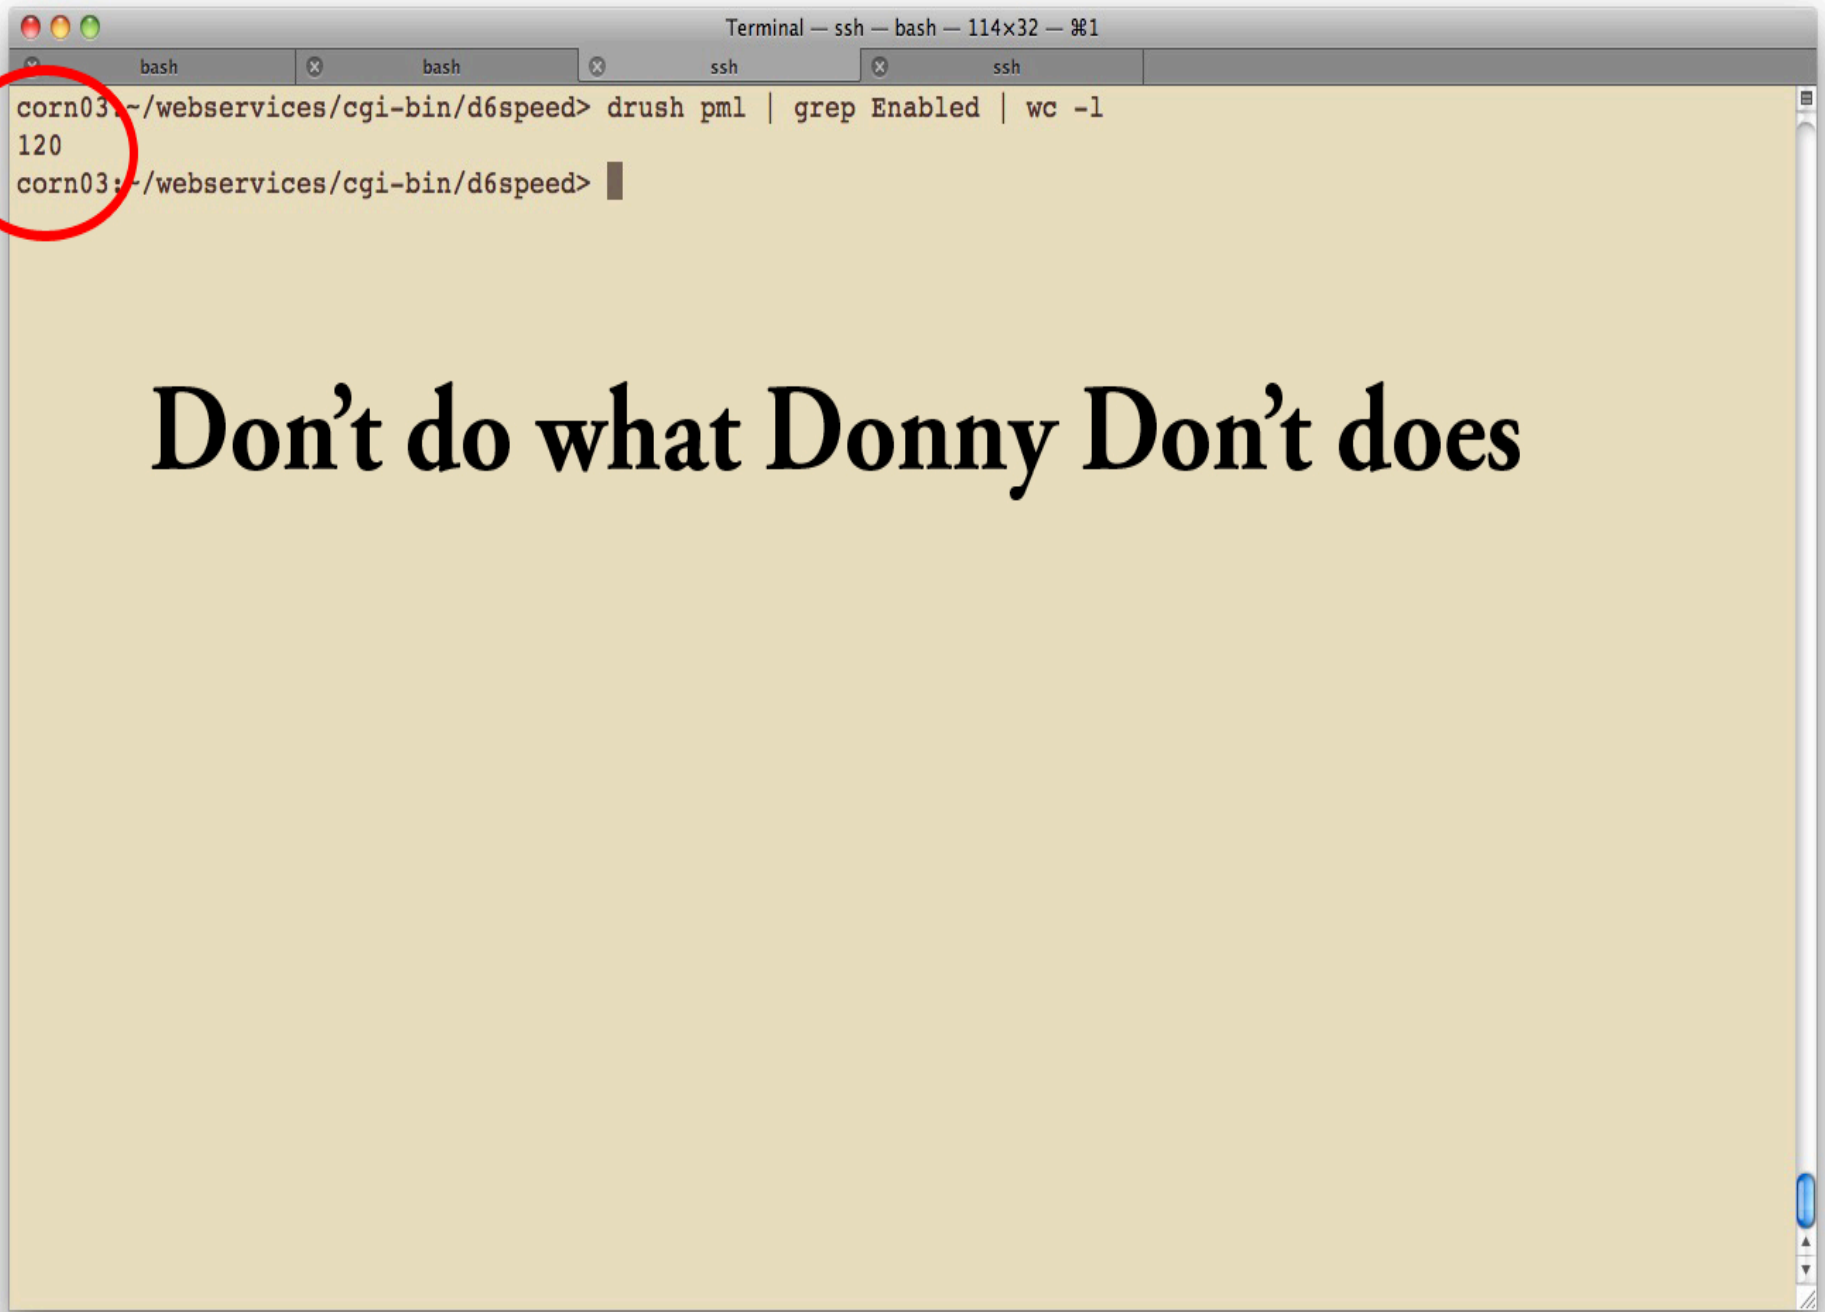 Terminal — ssh — bash — 114×32 — ⌘1
bash bash ssh ssh
corn03:~/webservices/cgi-bin/d6speed> drush pml | grep Enabled | wc -l
120
corn03:~/webservices/cgi-bin/d6speed>
Don’t do what Donny Don’t does